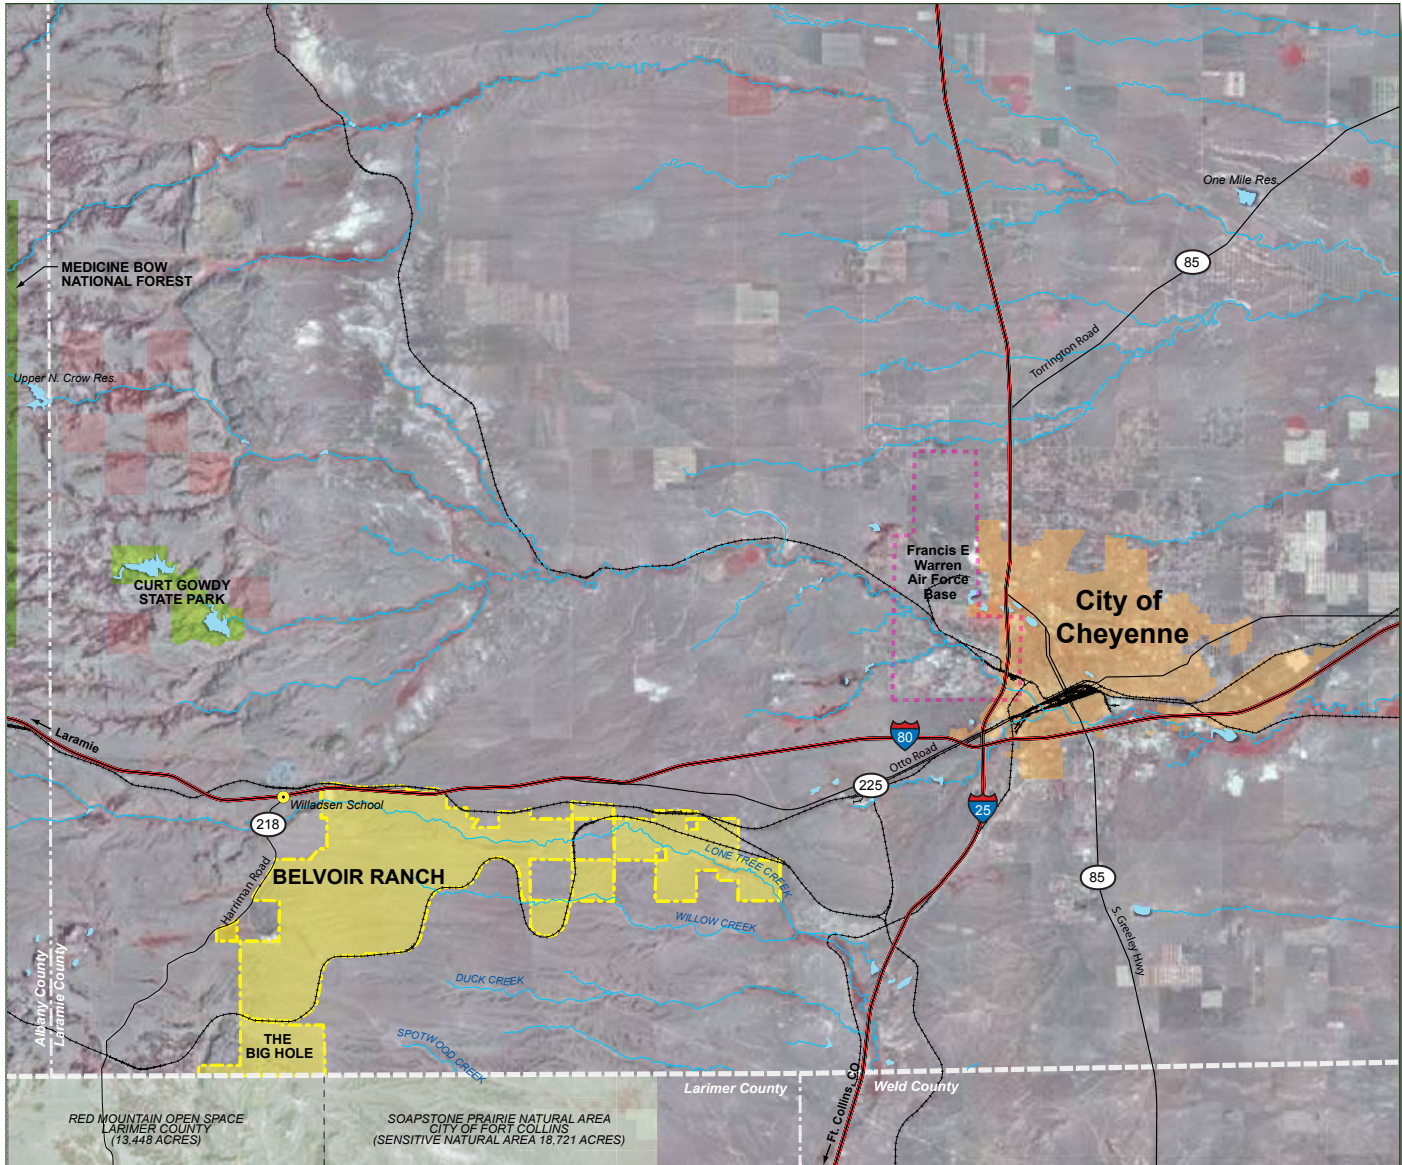 One Mile Res.
85
MEDICINE BOW
NATIONAL FOREST
Torrington Road
Upper N. Crow Res.
Francis E
Warren
Air Force
Base
CURT GOWDY
STATE PARK
City of
Cheyenne
Laramie
80
Otto Road
225
Willadsen School
218
25
LONE TREE CREEK
BELVOIR RANCH
Harriman Road
85
WILLOW CREEK
S. Greeley Hwy
DUCK CREEK
Albany County
Laramie County
SPOTWOOD CREEK
THE
BIG HOLE
Larimer County
Weld County
Ft. Collins, CO
RED MOUNTAIN OPEN SPACE
LARIMER COUNTY
(13,448 ACRES)
SOAPSTONE PRAIRIE NATURAL AREA
CITY OF FORT COLLINS
(SENSITIVE NATURAL AREA 18,721 ACRES)